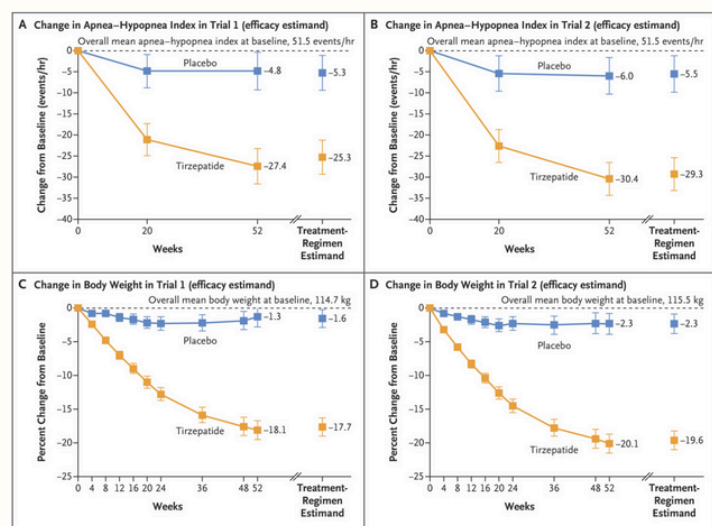 A Change in Apnea–Hypopnea Index in Trial 1 (efficacy estimand)
Overall mean apnea–hypopnea index at baseline, 51.5 events/hr
Change from Baseline (events/hr)
0
−5
−10
−15
−20
−25
−30
−35
−40
Placebo
−4.8
−5.3
Tirzepatide
−27.4
−25.3
0
20
52
Weeks
Treatment-
Regimen
Estimand
B Change in Apnea–Hypopnea Index in Trial 2 (efficacy estimand)
Overall mean apnea–hypopnea index at baseline, 51.5 events/hr
Change from Baseline (events/hr)
0
−5
−10
−15
−20
−25
−30
−35
−40
Placebo
−6.0
−5.5
Tirzepatide
−30.4
−29.3
0
20
52
Weeks
Treatment-
Regimen
Estimand
C Change in Body Weight in Trial 1 (efficacy estimand)
Overall mean body weight at baseline, 114.7 kg
Percent Change from Baseline
0
−5
−10
−15
−20
−25
−1.3
−1.6
Placebo
Tirzepatide
−18.1
−17.7
0 4 8 12 16 20 24 36 48 52
Weeks
Treatment-
Regimen
Estimand
D Change in Body Weight in Trial 2 (efficacy estimand)
Overall mean body weight at baseline, 115.5 kg
Percent Change from Baseline
0
−5
−10
−15
−20
−25
−2.3
−2.3
Placebo
Tirzepatide
−20.1
−19.6
0 4 8 12 16 20 24 36 48 52
Weeks
Treatment-
Regimen
Estimand